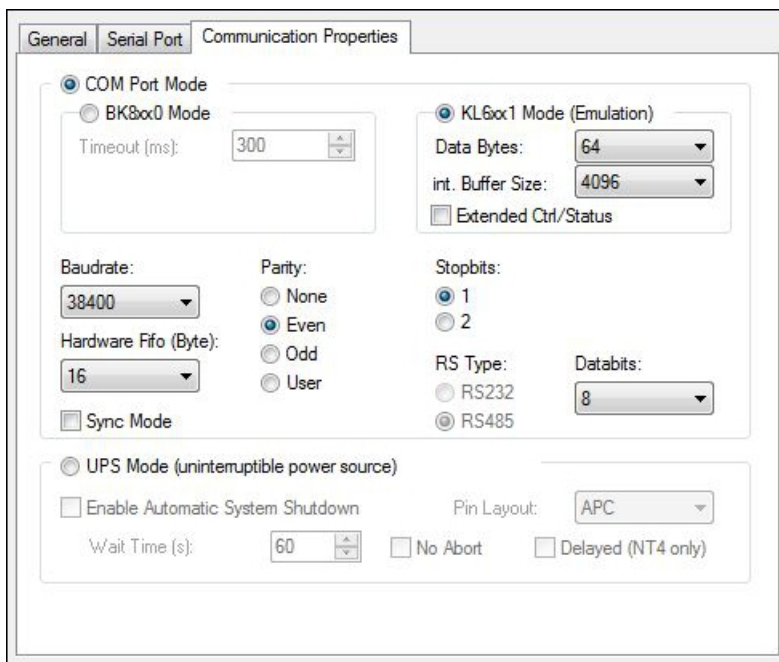 General Serial Port Communication Properties
COM Port Mode
BK8xx0 Mode
Timeout (ms): 300
KL6xx1 Mode (Emulation)
Data Bytes: 64
int. Buffer Size: 4096
Extended Ctrl/Status
Baudrate:
38400
Hardware Fifo (Byte):
16
Sync Mode
Parity:
None
Even
Odd
User
Stopbits:
1
2
RS Type:
RS232
RS485
Databits:
8
UPS Mode (uninterruptible power source)
Enable Automatic System Shutdown
Pin Layout: APC
Wait Time (s): 60
No Abort
Delayed (NT4 only)